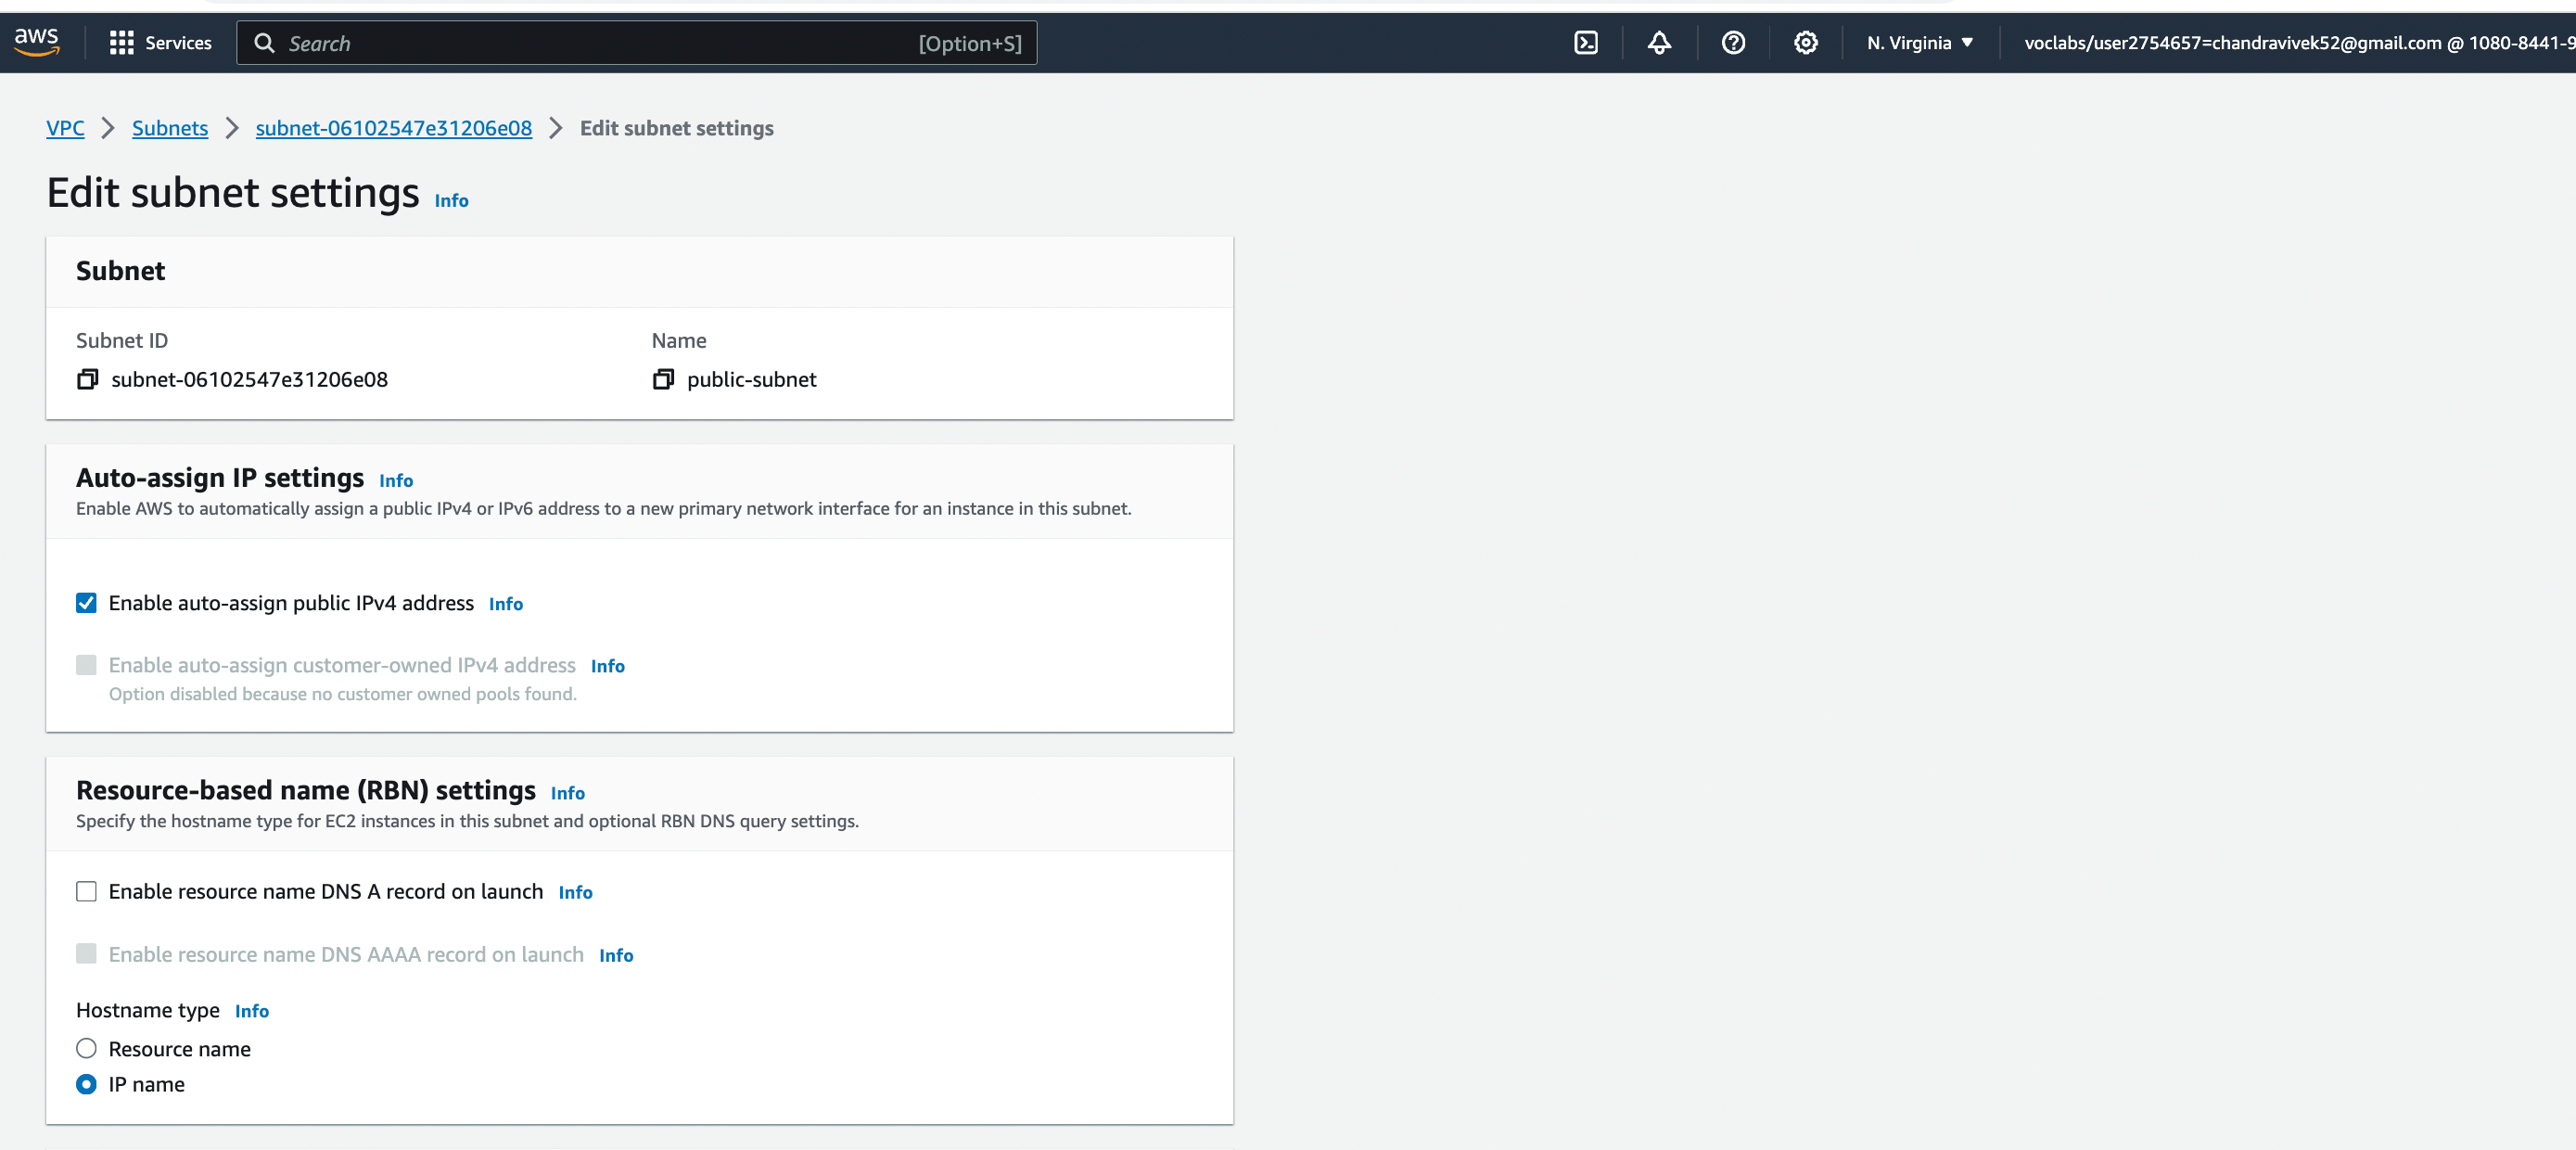 aws
Services
Search
[Option+S]
N. Virginia
voclabs/user2754657=chandravivek52@gmail.com @ 1080-8441-9
VPC
Subnets
subnet-06102547e31206e08
Edit subnet settings
Edit subnet settings Info
Subnet
Subnet ID
Name
subnet-06102547e31206e08
public-subnet
Auto-assign IP settings Info
Enable AWS to automatically assign a public IPv4 or IPv6 address to a new primary network interface for an instance in this subnet.
Enable auto-assign public IPv4 address Info
Enable auto-assign customer-owned IPv4 address Info
Option disabled because no customer owned pools found.
Resource-based name (RBN) settings Info
Specify the hostname type for EC2 instances in this subnet and optional RBN DNS query settings.
Enable resource name DNS A record on launch Info
Enable resource name DNS AAAA record on launch Info
Hostname type Info
Resource name
IP name